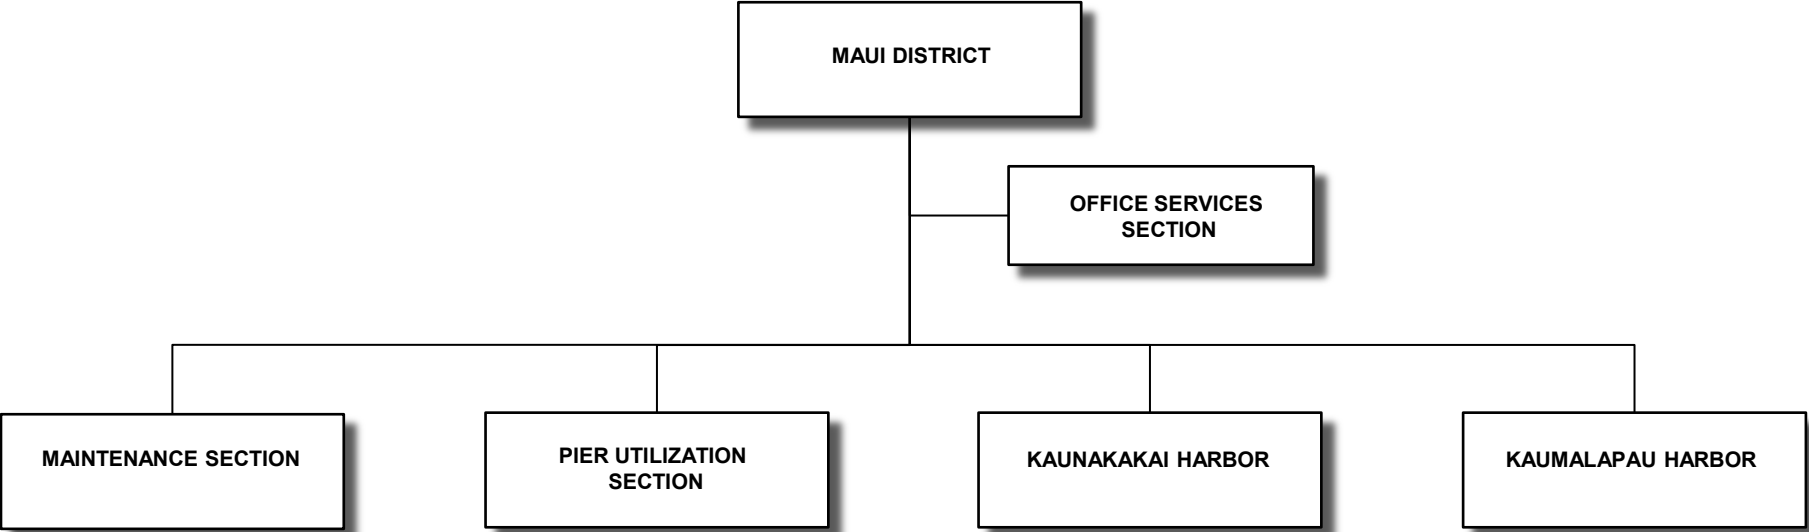 MAUI DISTRICT
OFFICE SERVICES
SECTION
MAINTENANCE SECTION
PIER UTILIZATION
SECTION
KAUNAKAKAI HARBOR
KAUMALAPAU HARBOR